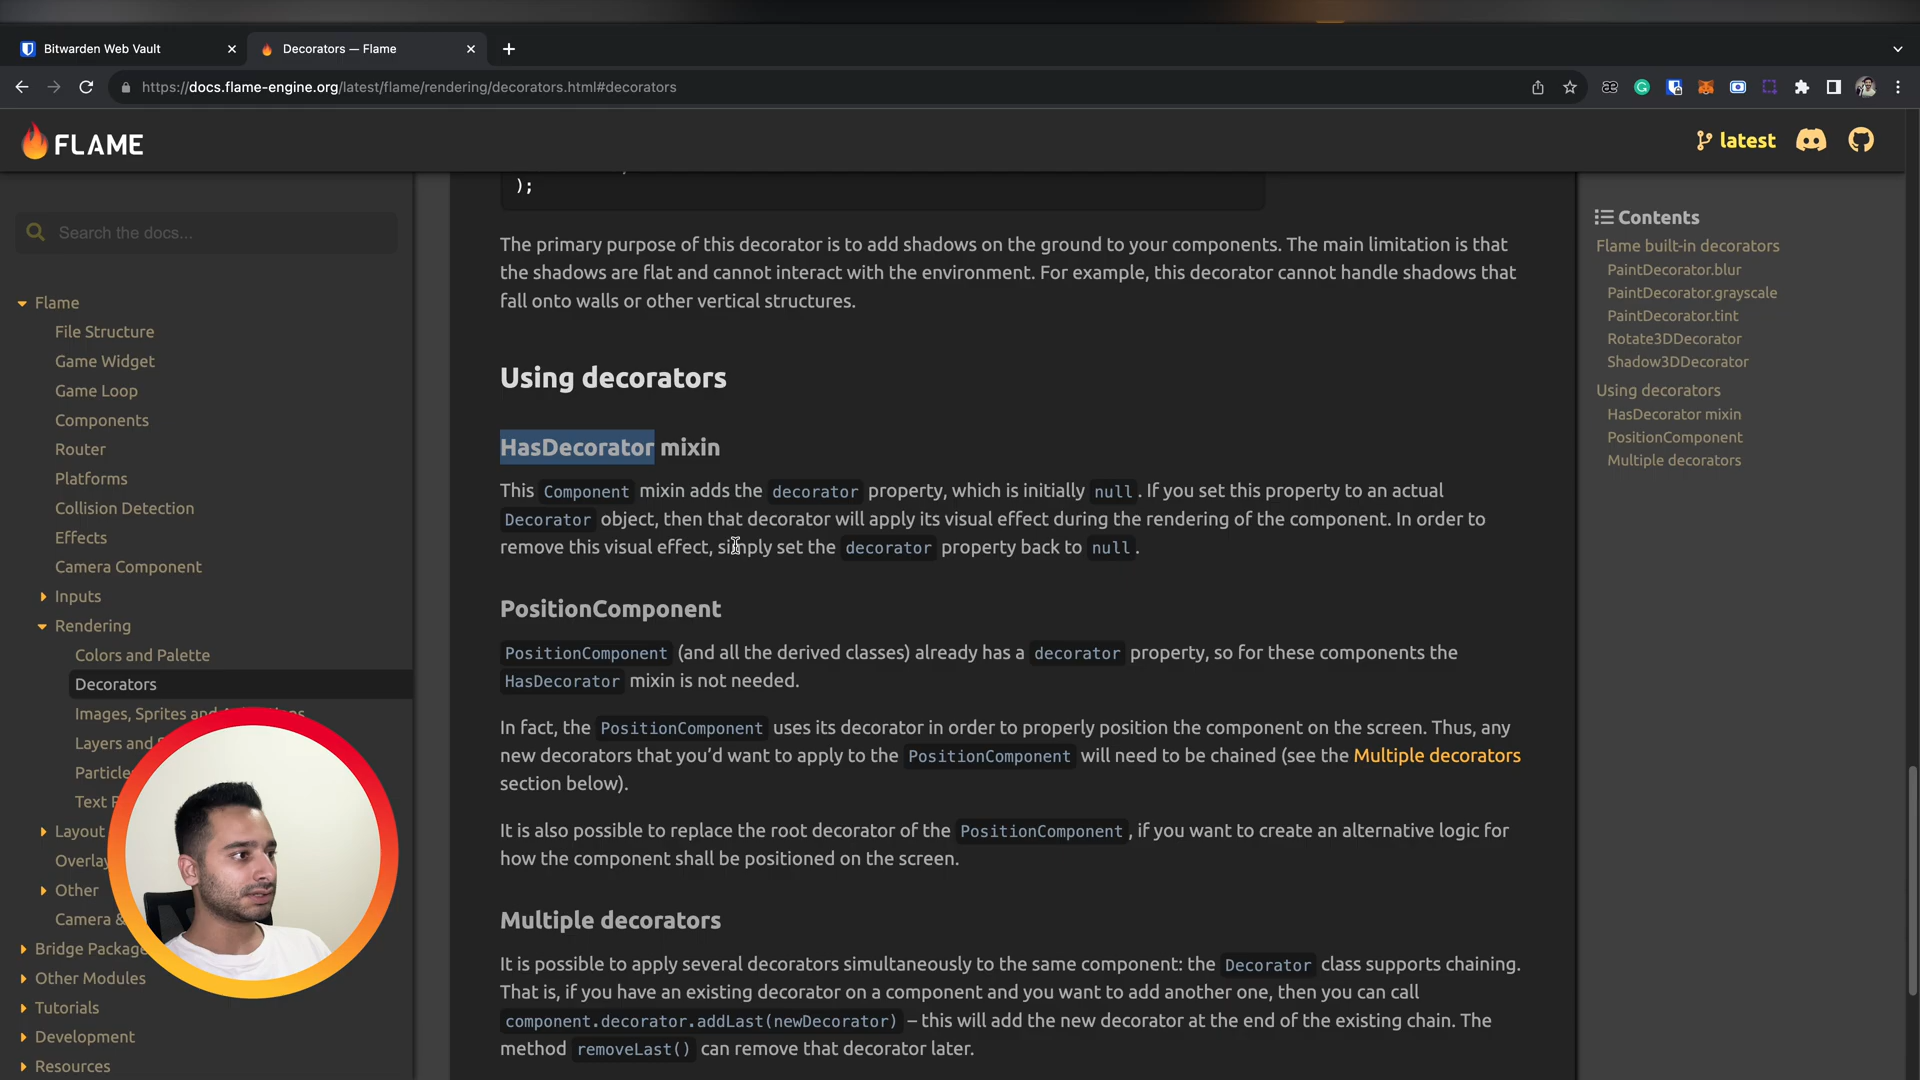 Bitwarden Web Vault
Decorators — Flame
https://docs.flame-engine.org/latest/flame/rendering/decorators.html#decorators
FLAME
latest
Search the docs...
Flame
File Structure
Game Widget
Game Loop
Components
Router
Platforms
Collision Detection
Effects
Camera Component
Inputs
Rendering
Colors and Palette
Decorators
Images, Sprites and
Layers and
Text
Layout
Other
Camera &
Other Modules
Tutorials
Development
Resources
);
The primary purpose of this decorator is to add shadows on the ground to your components. The main limitation is that
the shadows are flat and cannot interact with the environment. For example, this decorator cannot handle shadows that
fall onto walls or other vertical structures.
Using decorators
HasDecorator mixin
This Component mixin adds the decorator property, which is initially null. If you set this property to an actual
Decorator object, then that decorator will apply its visual effect during the rendering of the component. In order to
remove this visual effect, simply set the decorator property back to null.
PositionComponent
PositionComponent (and all the derived classes) already has a decorator property, so for these components the
HasDecorator mixin is not needed.
In fact, the PositionComponent uses its decorator in order to properly position the component on the screen. Thus, any
new decorators that you’d want to apply to the PositionComponent will need to be chained (see the Multiple decorators
section below).
It is also possible to replace the root decorator of the PositionComponent, if you want to create an alternative logic for
how the component shall be positioned on the screen.
Multiple decorators
It is possible to apply several decorators simultaneously to the same component: the Decorator class supports chaining.
That is, if you have an existing decorator on a component and you want to add another one, then you can call
component.decorator.addLast(newDecorator) – this will add the new decorator at the end of the existing chain. The
method removeLast() can remove that decorator later.
Contents
Flame built-in decorators
PaintDecorator.blur
PaintDecorator.grayscale
PaintDecorator.tint
Rotate3DDecorator
Shadow3DDecorator
Using decorators
HasDecorator mixin
PositionComponent
Multiple decorators